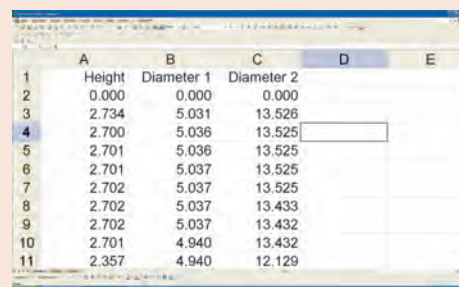 A B C D E
1 Height Diameter 1 Diameter 2
2 0.000 0.000 0.000
3 2.734 5.031 13.526
4 2.700 5.036 13.525
5 2.701 5.036 13.525
6 2.701 5.037 13.525
7 2.702 5.037 13.525
8 2.702 5.037 13.433
9 2.702 5.037 13.432
10 2.701 4.940 13.432
11 2.357 4.940 12.129